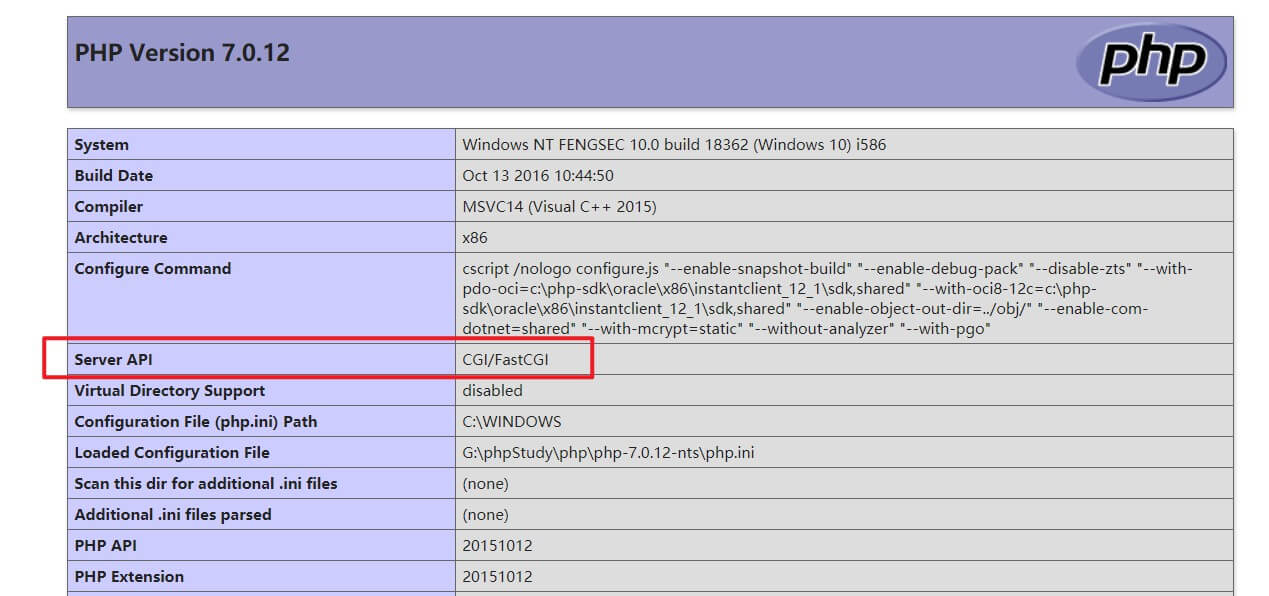 PHP Version 7.0.12
php
System Windows NT FENGSEC 10.0 build 18362 (Windows 10) i586
Build Date Oct 13 2016 10:44:50
Compiler MSVC14 (Visual C++ 2015)
Architecture x86
Configure Command cscript /nologo configure.js "--enable-snapshot-build" "--enable-debug-pack" "--disable-zts" "--with-
pdo-oci=c:\php-sdk\oracle\x86\instantclient_12_1\sdk,shared" "--with-oci8-12c=c:\php-
sdk\oracle\x86\instantclient_12_1\sdk,shared" "--enable-object-out-dir=../obj/" "--enable-com-
dotnet=shared" "--with-mcrypt=static" "--without-analyzer" "--with-pgo"
Server API CGI/FastCGI
Virtual Directory Support disabled
Configuration File (php.ini) Path C:\WINDOWS
Loaded Configuration File G:\phpStudy\php\php-7.0.12-nts\php.ini
Scan this dir for additional .ini files (none)
Additional .ini files parsed (none)
PHP API 20151012
PHP Extension 20151012